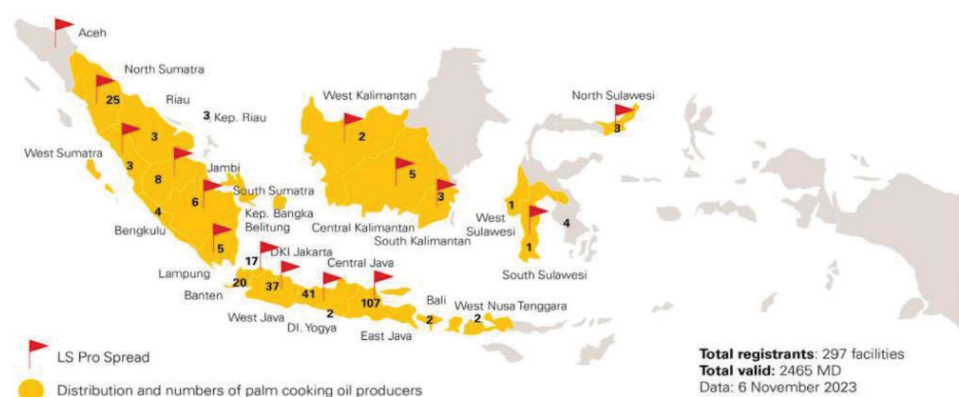 Aceh
North Sumatra
25
Riau
3
3 Kep. Riau
West Sumatra
3
8
Jambi
6
South Sumatra
4
Bengkulu
Kep. Bangka
Belitung
5
Lampung
17
DKI Jakarta
20
Banten
37
West Java
41
Central Java
2
DI. Yogya
107
East Java
Bali
2
West Nusa Tenggara
2
West Kalimantan
2
5
3
Central Kalimantan
South Kalimantan
North Sulawesi
3
1
West
Sulawesi
4
1
South Sulawesi
LS Pro Spread
Distribution and numbers of palm cooking oil producers
Total registrants: 297 facilities
Total valid: 2465 MD
Data: 6 November 2023